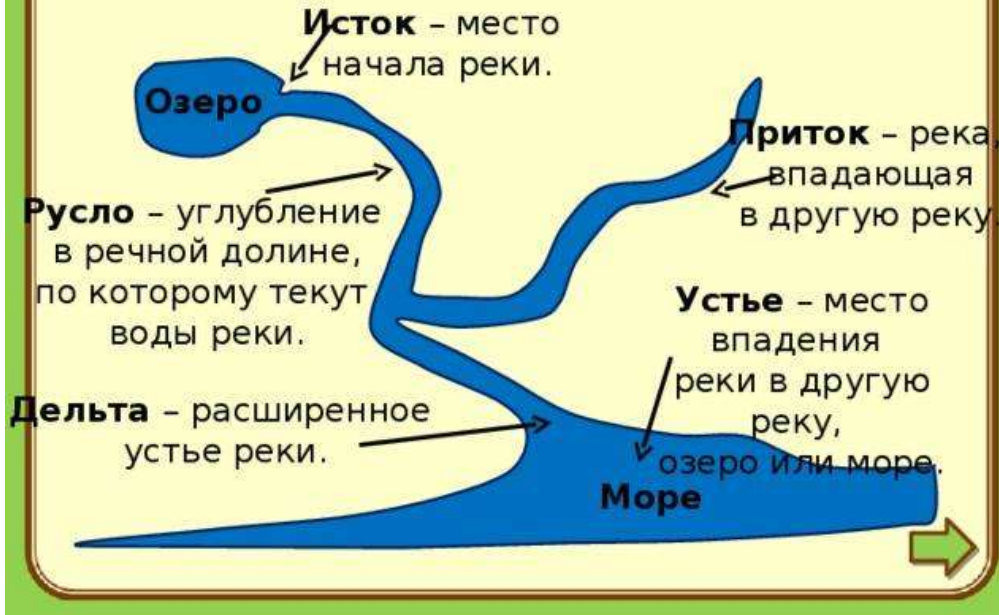 Исток – место
начала реки.
Озеро
Приток – река,
впадающая
в другую реку
Русло – углубление
в речной долине,
по которому текут
воды реки.
Устье – место
впадения
реки в другую
реку,
озеро или море.
Дельта – расширенное
устье реки.
Море